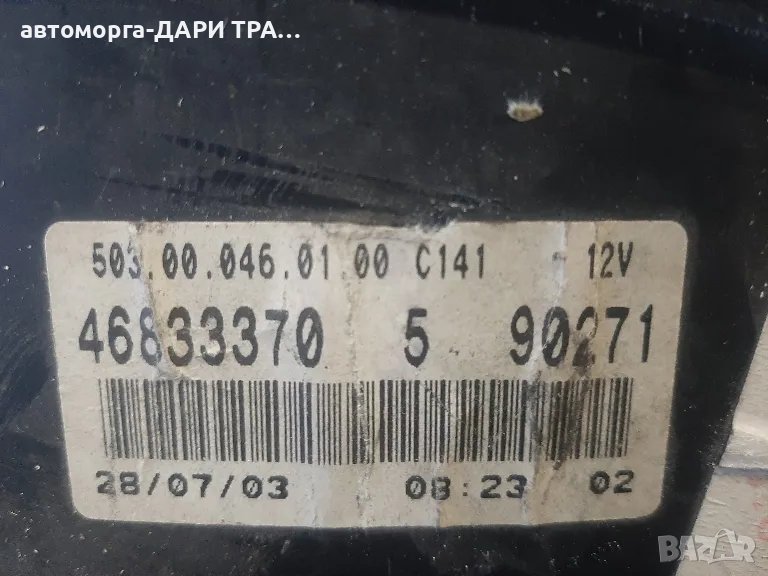 автоморга-ДАРИ ТРА...
503.00.046.01.00 C141 - 12V
46833370 5 90271
28/07/03 08:23 02
BAZAR